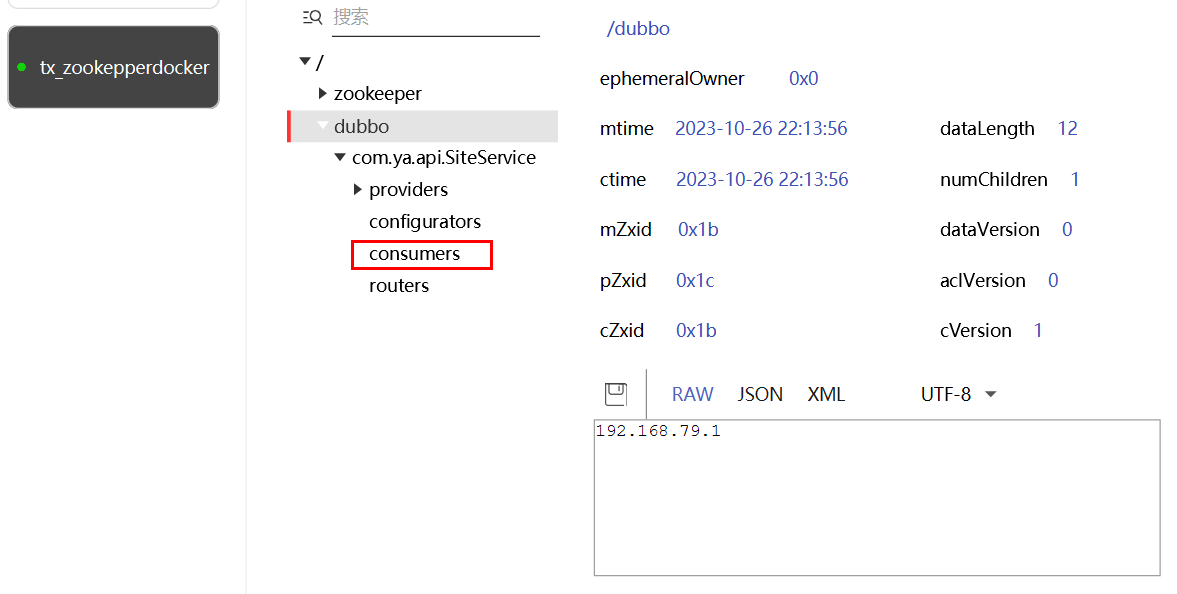 tx_zookepperdocker
搜索
/
zookeeper
dubbo
com.ya.api.SiteService
providers
configurators
consumers
routers
/dubbo
ephemeralOwner 0x0
mtime 2023-10-26 22:13:56 dataLength 12
ctime 2023-10-26 22:13:56 numChildren 1
mZxid 0x1b dataVersion 0
pZxid 0x1c aclVersion 0
cZxid 0x1b cVersion 1
RAW JSON XML UTF-8
192.168.79.1